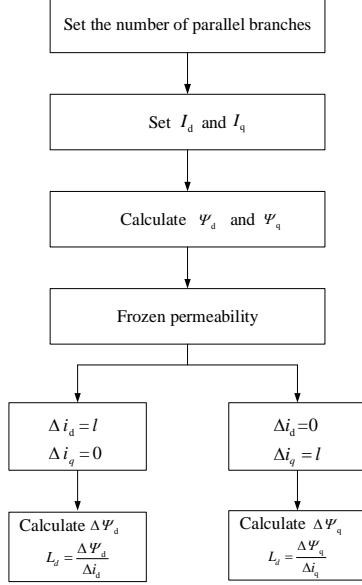 Set the number of parallel branches
Set I_d and I_q
Calculate Ψ_d and Ψ_q
Frozen permeability
Δi_d = l
Δi_q = 0
Calculate ΔΨ_d
L_d = ΔΨ_d / Δi_d
Δi_d = 0
Δi_q = l
Calculate ΔΨ_q
L_d = ΔΨ_q / Δi_q